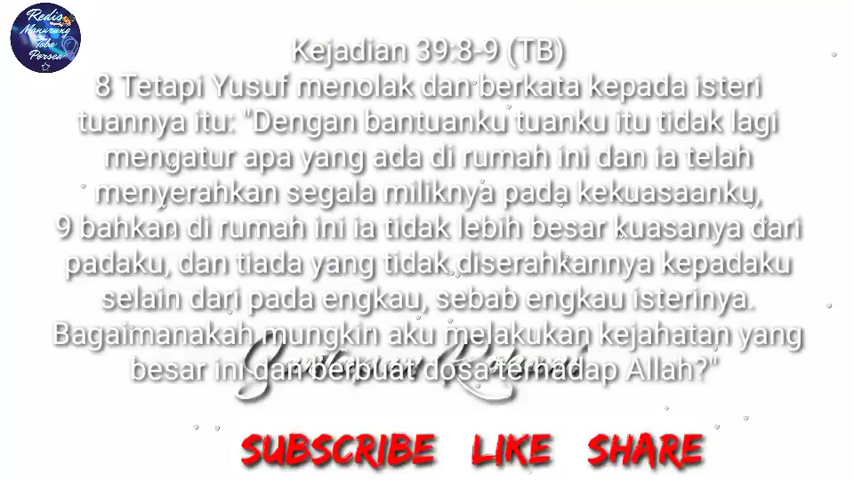 Redis
Manurung
Toba
Porsea
Kejadian 39:8-9 (TB)
8 Tetapi Yusuf menolak dan berkata kepada isteri
tuannya itu: "Dengan bantuanku tuanku itu tidak lagi
mengatur apa yang ada di rumah ini dan ia telah
menyerahkan segala miliknya pada kekuasaanku,
9 bahkan di rumah ini ia tidak lebih besar kuasanya dari
padaku, dan tiada yang tidak diserahkannya kepadaku
selain dari pada engkau, sebab engkau isterinya.
Bagaimanakah mungkin aku melakukan kejahatan yang
besar ini dan berbuat dosa terhadap Allah?"
SUBSCRIBE LIKE SHARE